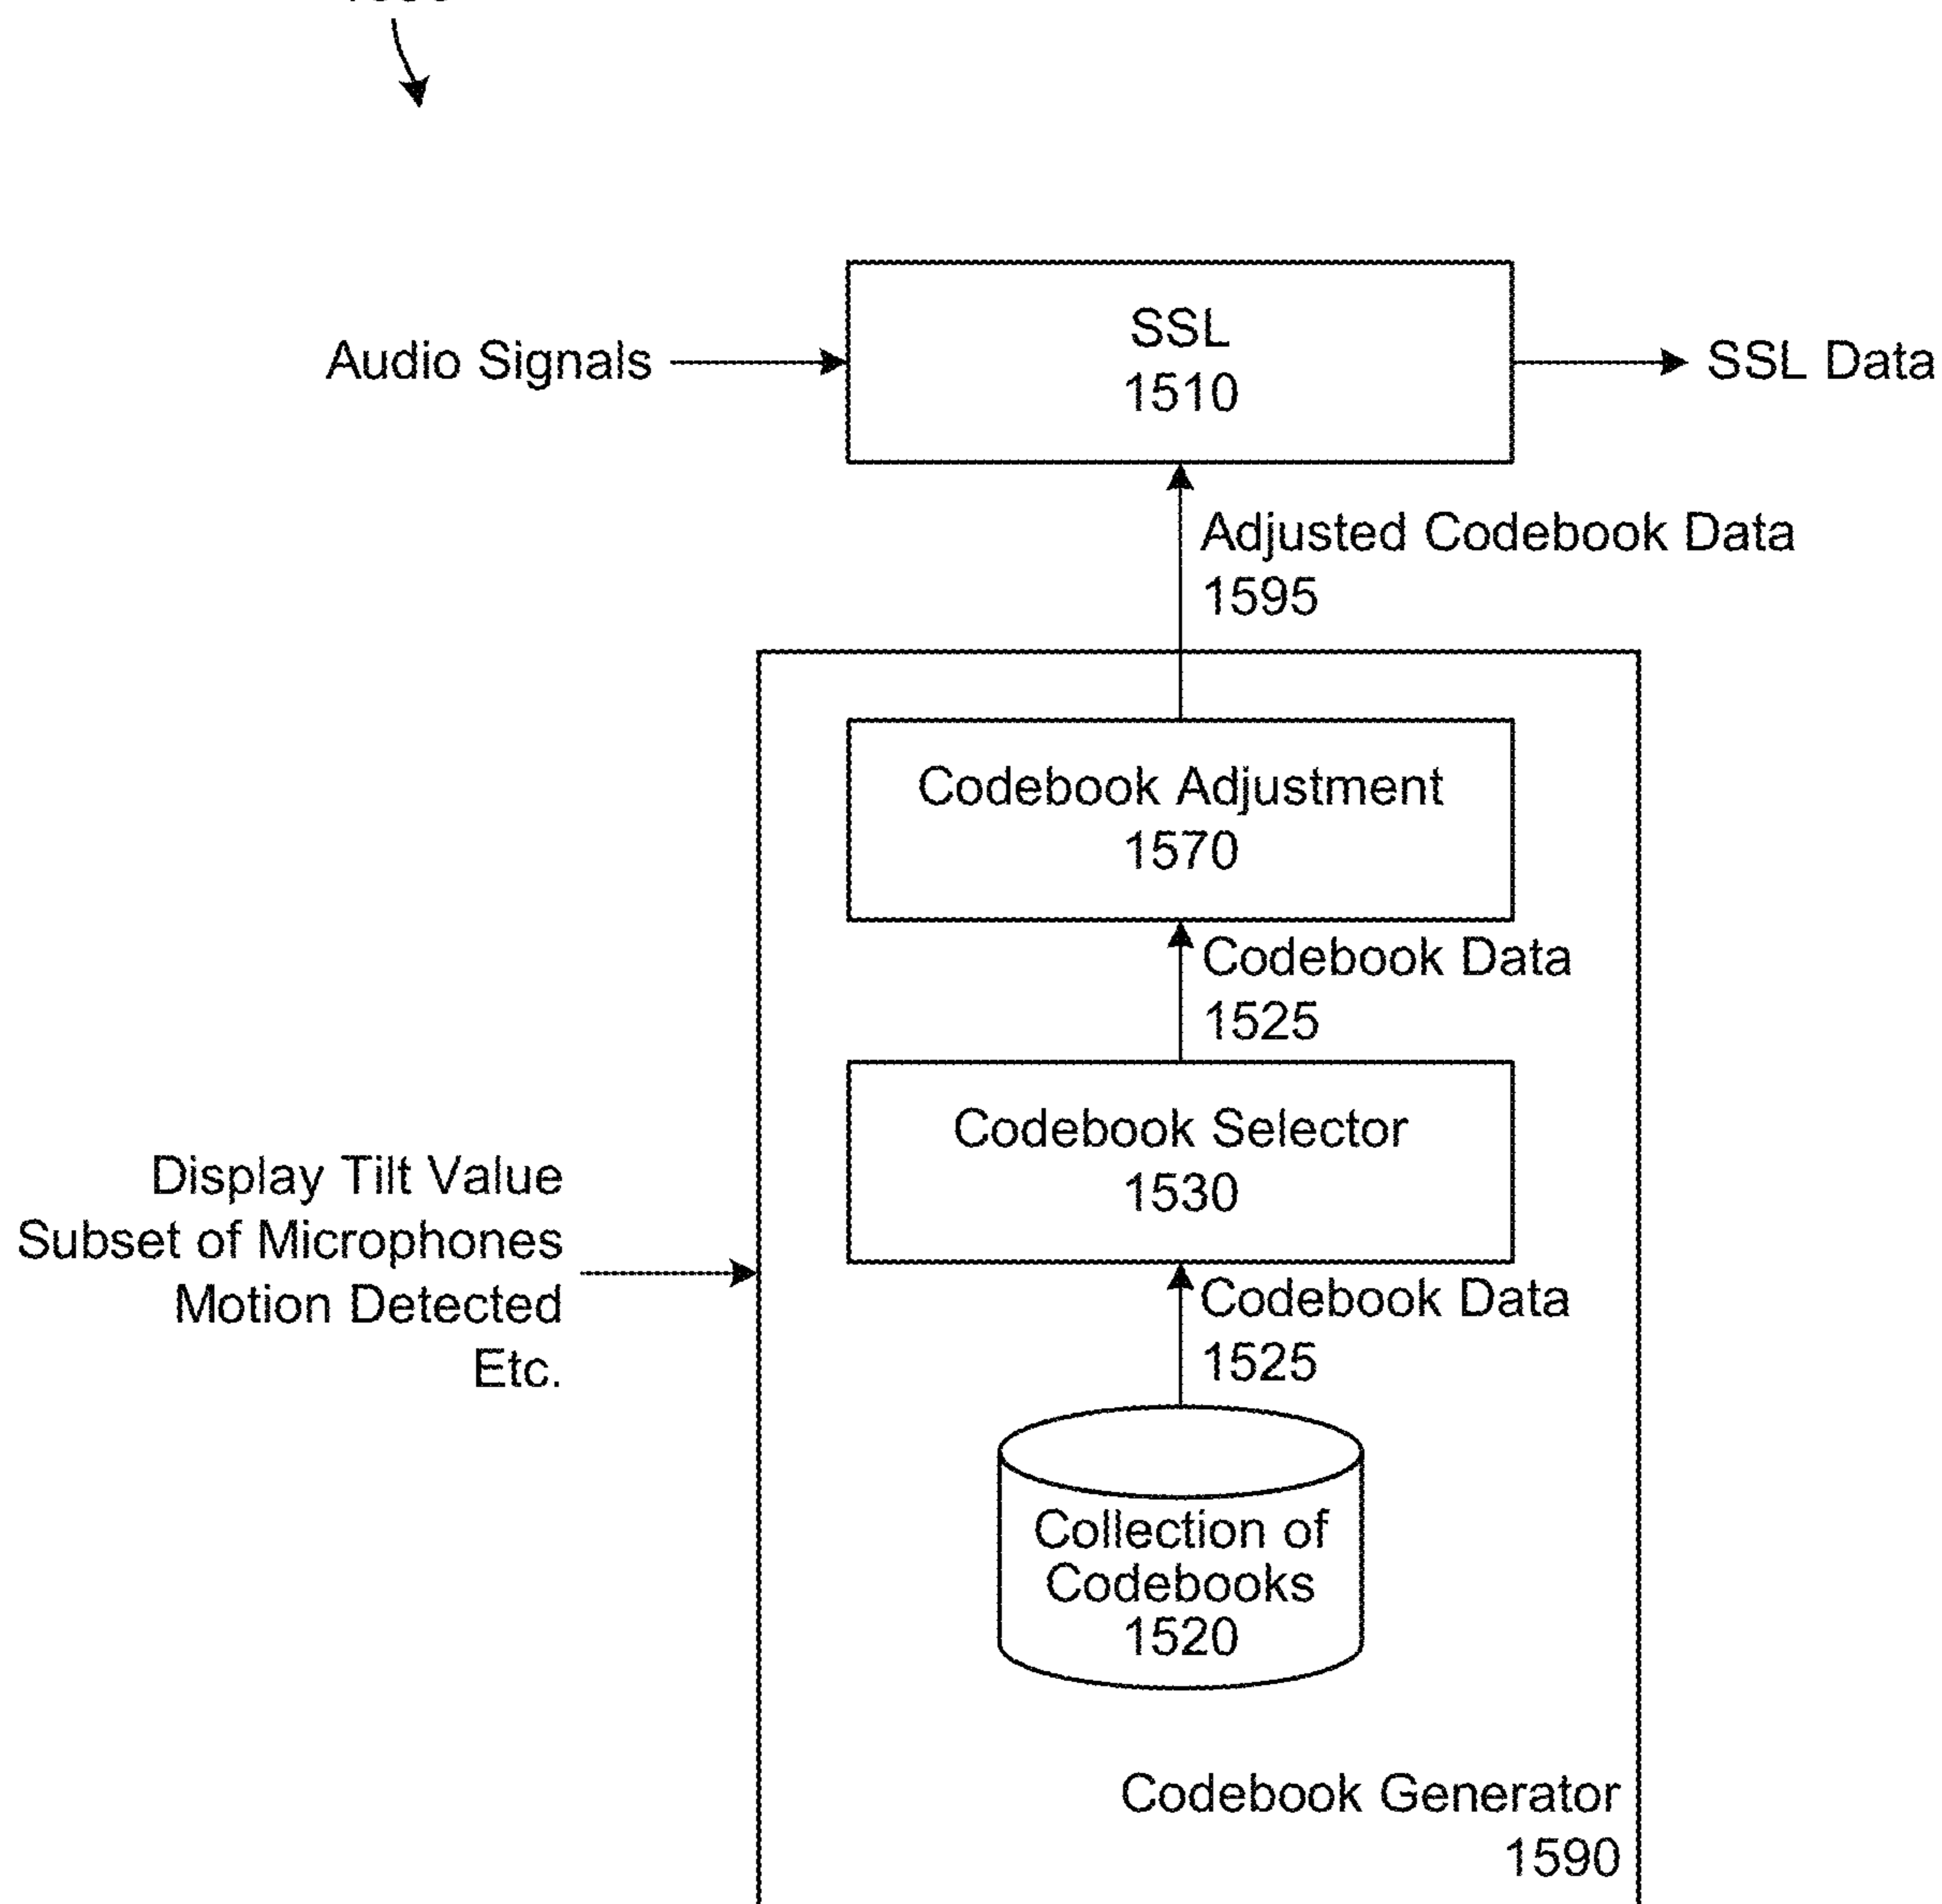 Audio Signals
SSL
1510
SSL Data
Adjusted Codebook Data
1595
Codebook Adjustment
1570
Codebook Data
1525
Codebook Selector
1530
Display Tilt Value
Subset of Microphones
Motion Detected
Etc.
Codebook Data
1525
Collection of
Codebooks
1520
Codebook Generator
1590